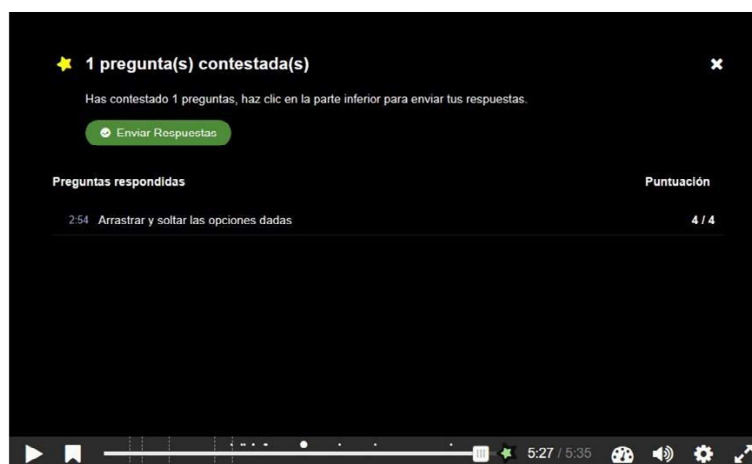 1 pregunta(s) contestada(s)
Has contestado 1 preguntas, haz clic en la parte inferior para enviar tus respuestas.
Enviar Respuestas
Preguntas respondidas Puntuación
2:54 Arrastrar y soltar las opciones dadas 4 / 4
5:27 / 5:35